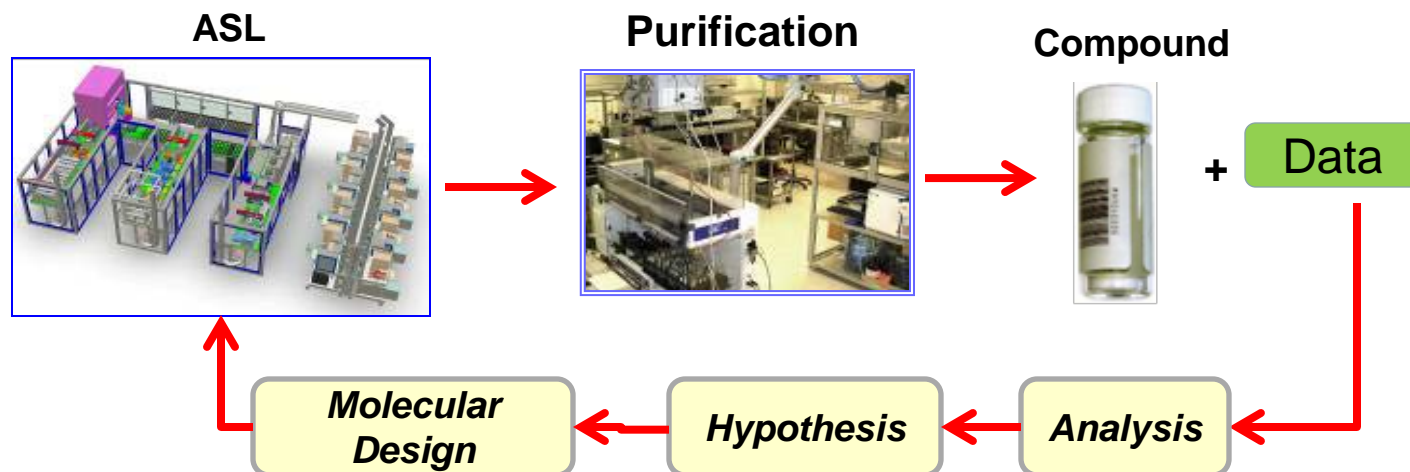 ASL
Purification
Compound
+
Data
Molecular
Design
Hypothesis
Analysis